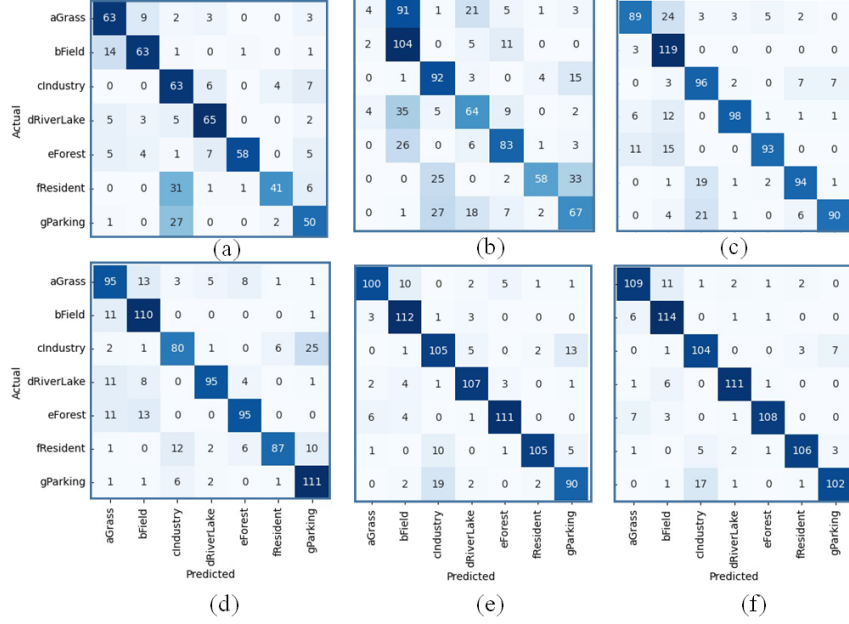 aGrass 63 9 2 3 0 0 3
bField 14 63 1 0 1 0 1
cIndustry 0 0 63 6 0 4 7
dRiverLake 5 3 5 65 0 0 2
eForest 5 4 1 7 58 0 5
fResident 0 0 31 1 1 41 6
gParking 1 0 27 0 0 2 50
Actual
(a)
4 91 1 21 5 1 3
2 104 0 5 11 0 0
0 1 92 3 0 4 15
4 35 5 64 9 0 2
0 26 0 6 83 1 3
0 0 25 0 2 58 33
0 1 27 18 7 2 67
(b)
89 24 3 3 5 2 0
3 119 0 0 0 0 0
0 3 96 2 0 7 7
6 12 0 98 1 1 1
11 15 0 0 93 0 0
0 1 19 1 2 94 1
0 4 21 1 0 6 90
(c)
aGrass 95 13 3 5 8 1 1
bField 11 110 0 0 0 0 1
cIndustry 2 1 80 1 0 6 25
dRiverLake 11 8 0 95 4 0 1
eForest 11 13 0 0 95 0 0
fResident 1 0 12 2 6 87 10
gParking 1 1 6 2 0 1 111
Actual
aGrass bField cIndustry dRiverLake eForest fResident gParking
Predicted
(d)
100 10 0 2 5 1 1
3 112 1 3 0 0 0
0 1 105 5 0 2 13
2 4 1 107 3 0 1
6 4 0 1 111 0 0
1 0 10 0 1 105 5
0 2 19 2 0 2 90
aGrass bField cIndustry dRiverLake eForest fResident gParking
Predicted
(e)
109 11 1 2 1 2 0
6 114 0 1 1 0 0
0 1 104 0 0 3 7
1 6 0 111 1 0 0
7 3 0 1 108 0 0
1 0 5 2 1 106 3
0 1 17 0 1 1 102
aGrass bField cIndustry dRiverLake eForest fResident gParking
Predicted
(f)